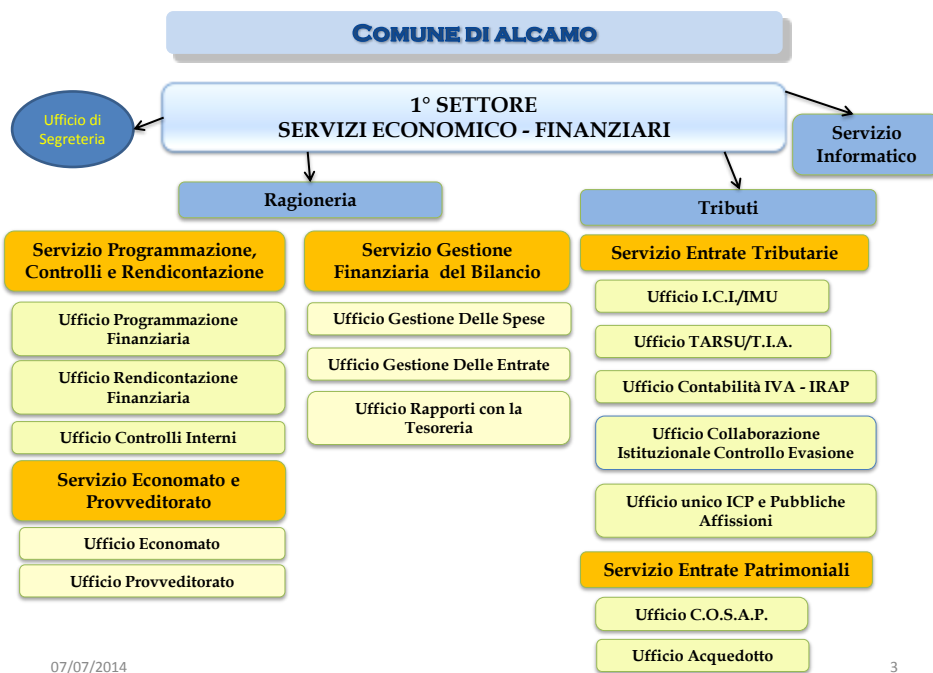 COMUNE DI ALCAMO
1° SETTORE
SERVIZI ECONOMICO - FINANZIARI
Ufficio di
Segreteria
Servizio
Informatico
Ragioneria
Tributi
Servizio Programmazione,
Controlli e Rendicontazione
Ufficio Programmazione
Finanziaria
Ufficio Rendicontazione
Finanziaria
Ufficio Controlli Interni
Servizio Economato e
Provveditorato
Ufficio Economato
Ufficio Provveditorato
Servizio Gestione
Finanziaria del Bilancio
Ufficio Gestione Delle Spese
Ufficio Gestione Delle Entrate
Ufficio Rapporti con la
Tesoreria
Servizio Entrate Tributarie
Ufficio I.C.I./IMU
Ufficio TARSU/T.I.A.
Ufficio Contabilità IVA - IRAP
Ufficio Collaborazione
Istituzionale Controllo Evasione
Ufficio unico ICP e Pubbliche
Affissioni
Servizio Entrate Patrimoniali
Ufficio C.O.S.A.P.
Ufficio Acquedotto
07/07/2014
3